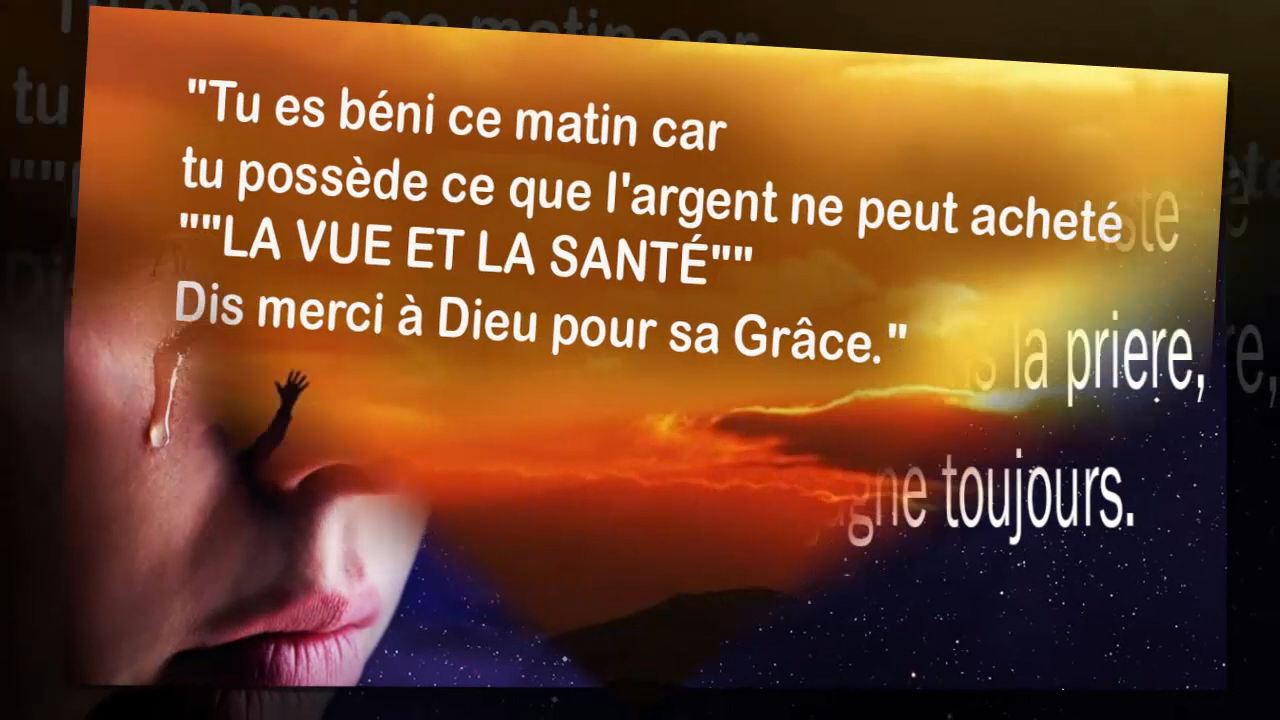 "Tu es béni ce matin car
tu possède ce que l'argent ne peut acheté
""LA VUE ET LA SANTÉ""
Dis merci à Dieu pour sa Grâce."
la priere,
toujours.